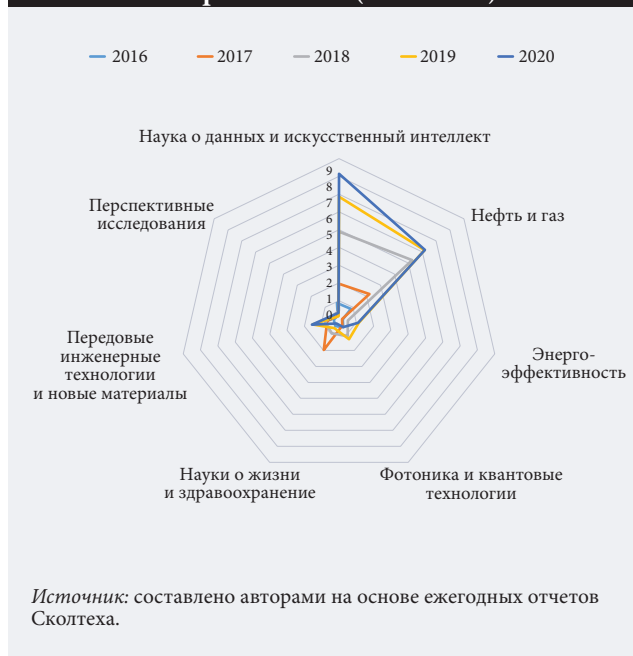 2016 2017 2018 2019 2020
Наука о данных и искусственный интеллект
Перспективные
исследования
Нефть и газ
9
8
7
6
5
4
3
2
1
0
Передовые
инженерные
технологии
и новые материалы
Энерго-
эффективность
Науки о жизни
и здравоохранение
Фотоника и квантовые
технологии
Источник: составлено авторами на основе ежегодных отчетов
Сколтеха.